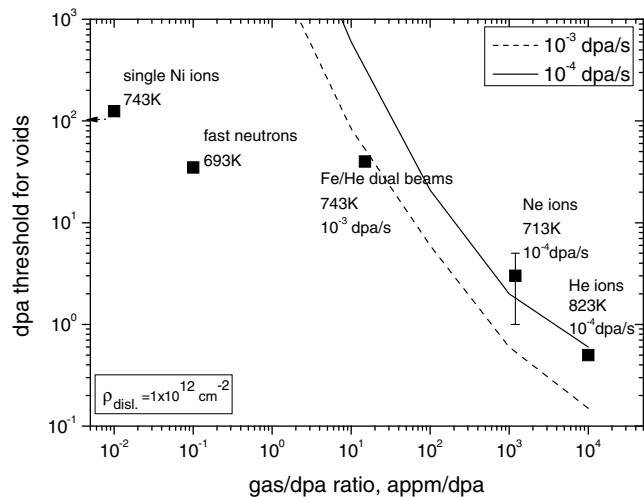 10^3
10^2
10^1
10^0
10^-1
dpa threshold for voids
10^-3 dpa/s
10^-4 dpa/s
single Ni ions
743K
fast neutrons
693K
Fe/He dual beams
743K
10^-3 dpa/s
Ne ions
713K
10^-4dpa/s
He ions
823K
10^-4dpa/s
ρdisl. =1x10^12 cm^-2
10^-2 10^-1 10^0 10^1 10^2 10^3 10^4
gas/dpa ratio, appm/dpa